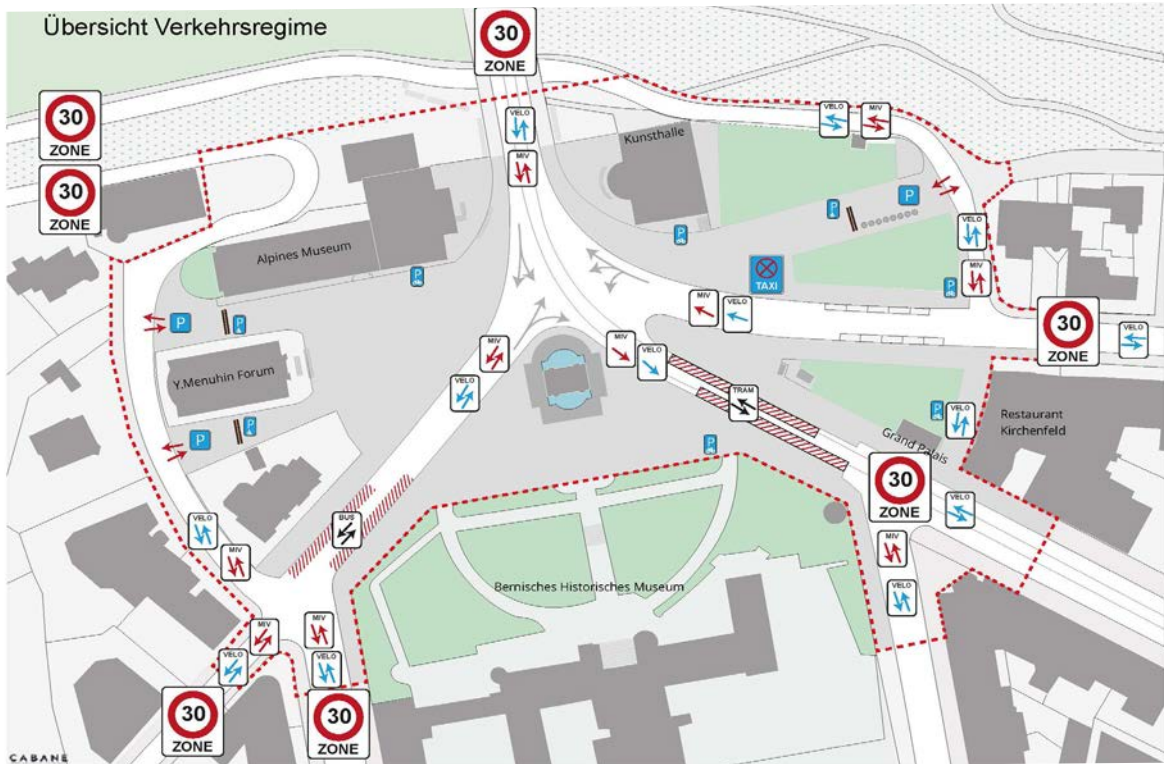 Übersicht Verkehrsregime
30
ZONE
30
ZONE
30
ZONE
VELO
MIV
Kunsthalle
VELO
MIV
P
P
P
VELO
MIV
Alpines Museum
P
TAXI
P
30
ZONE
VELO
P
P
MIV
VELO
MIV
VELO
MIV
VELO
Y.Menuhin Forum
TRAM
P
P
P
VELO
Restaurant
Kirchenfeld
Grand Palais
P
30
ZONE
VELO
BUS
VELO
MIV
MIV
VELO
Bernisches Historisches Museum
MIV
MIV
VELO
VELO
30
ZONE
30
ZONE
CABANE